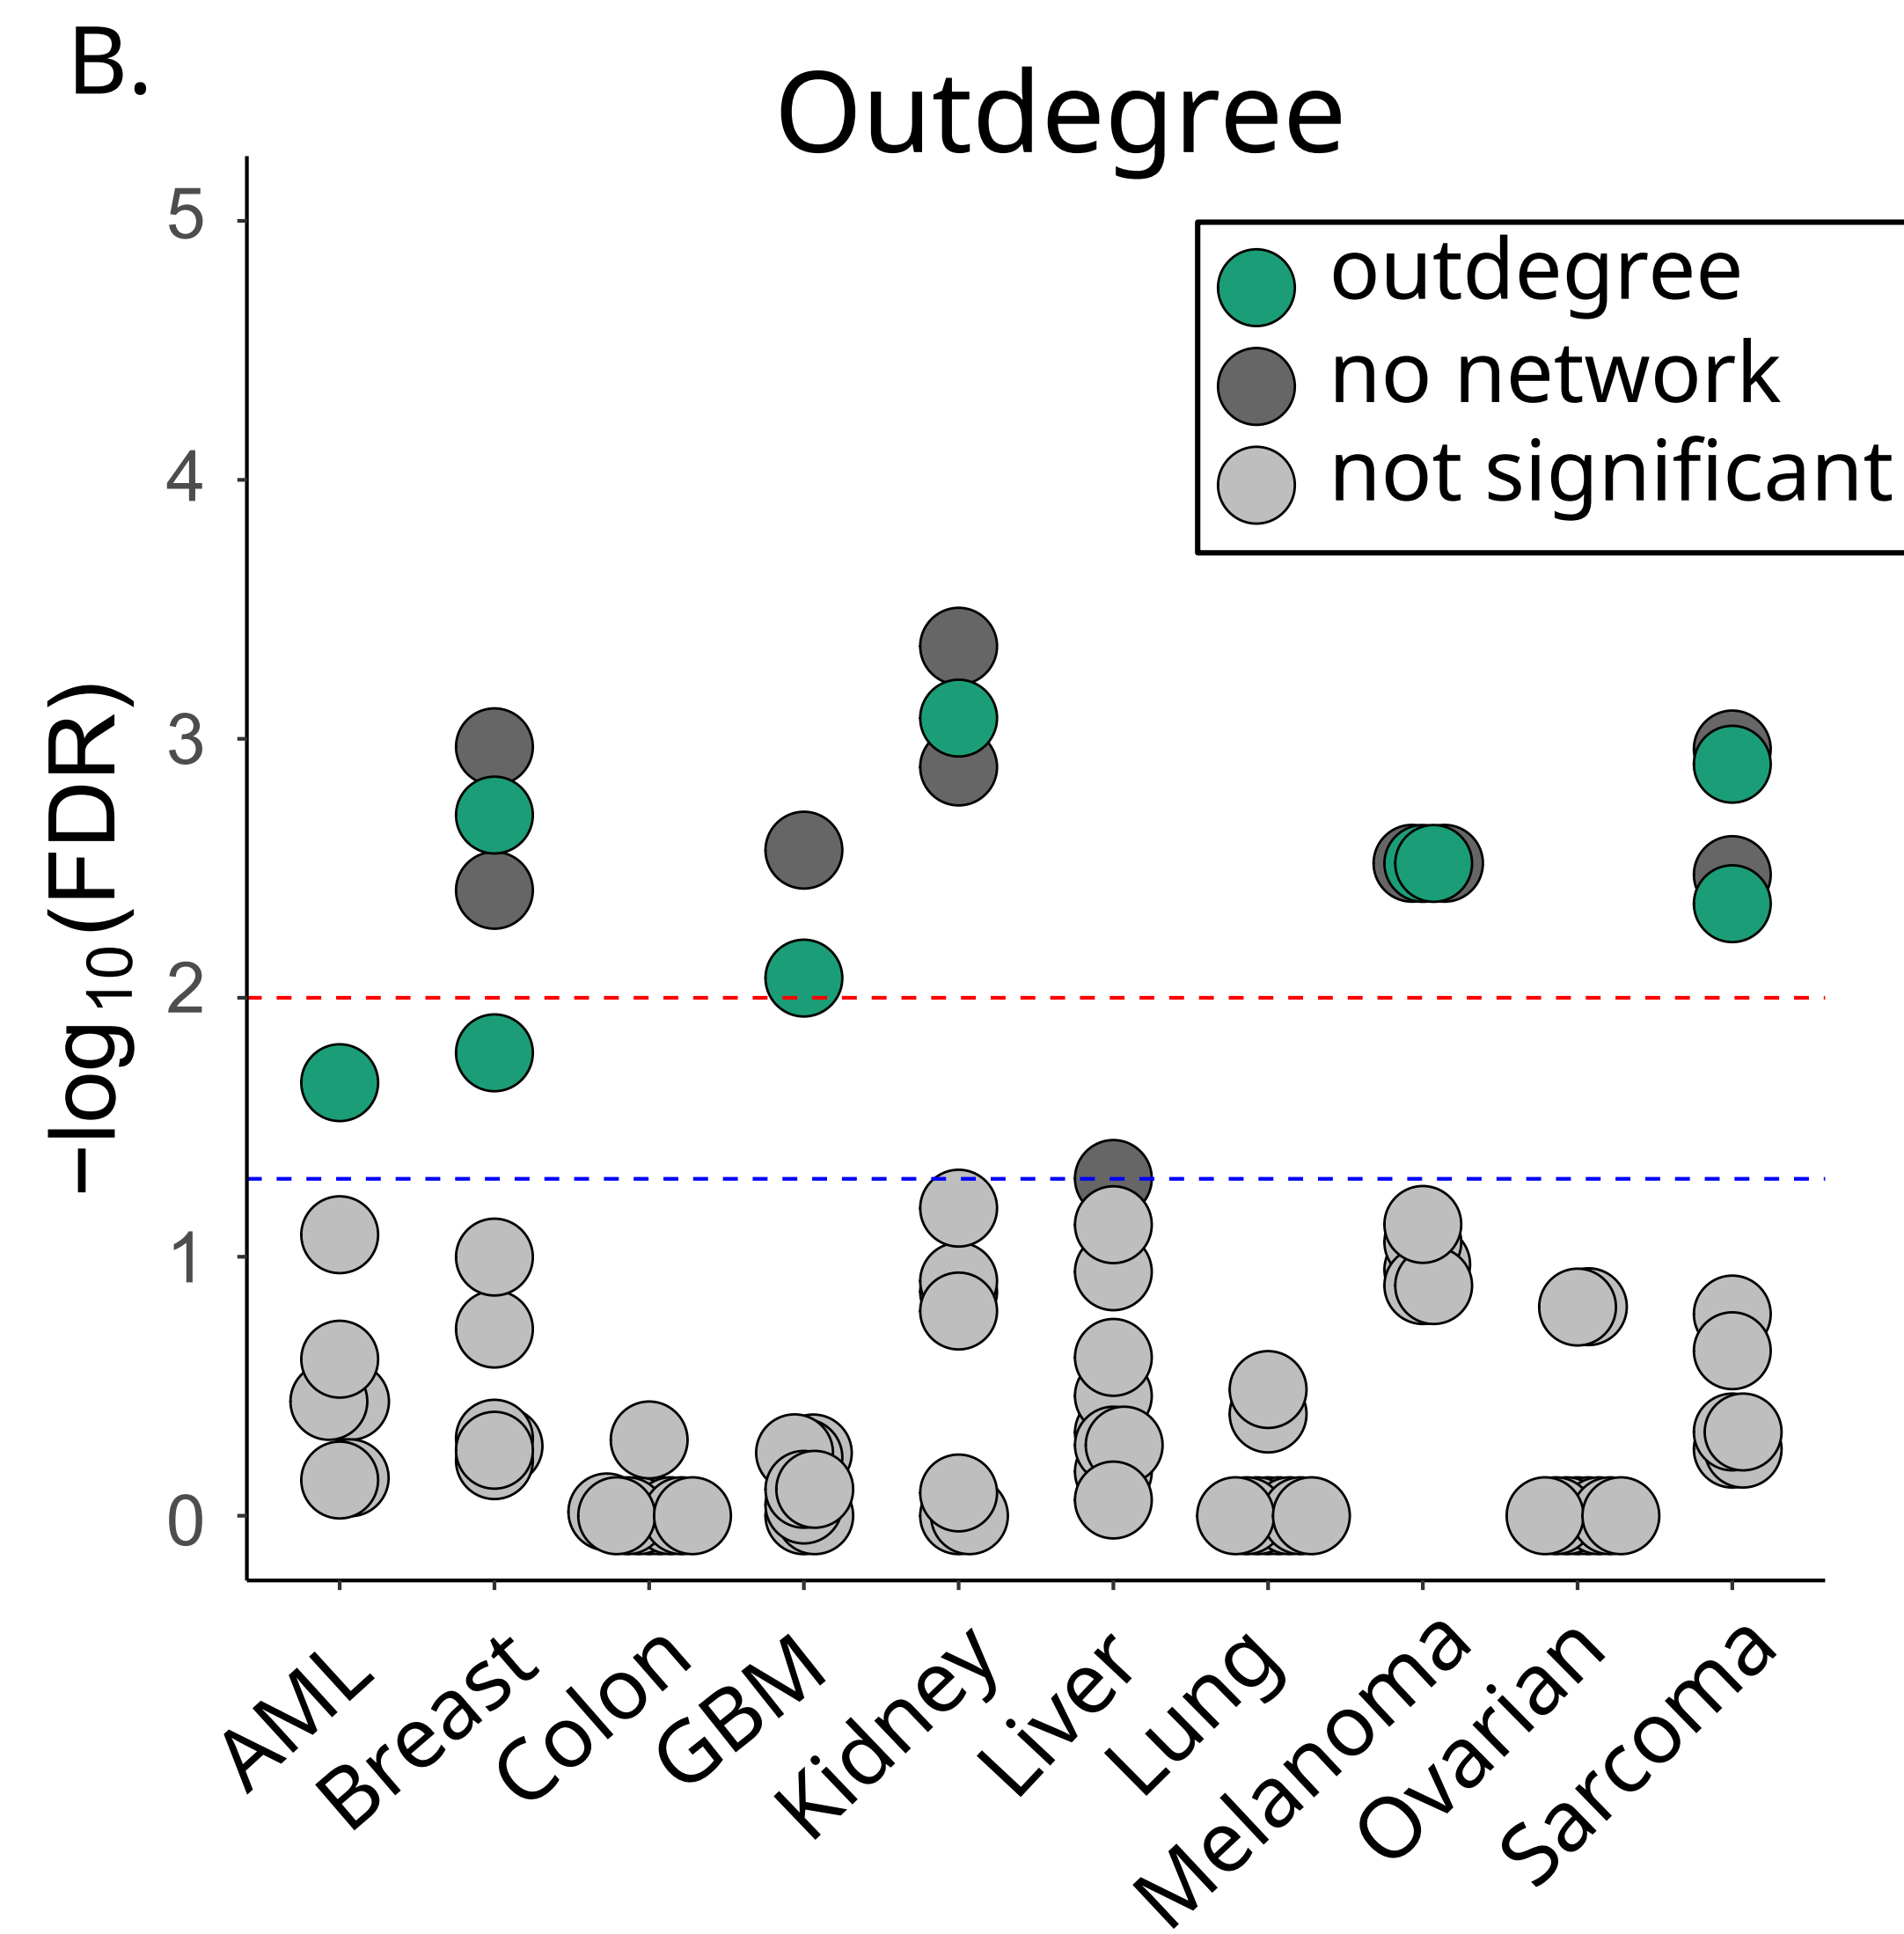 B.
Outdegree
outdegree
no network
not significant
5
4
3
2
1
0
−log10(FDR)
AML
Breast
Colon
GBM
Kidney
Liver
Lung
Melanoma
Ovarian
Sarcoma